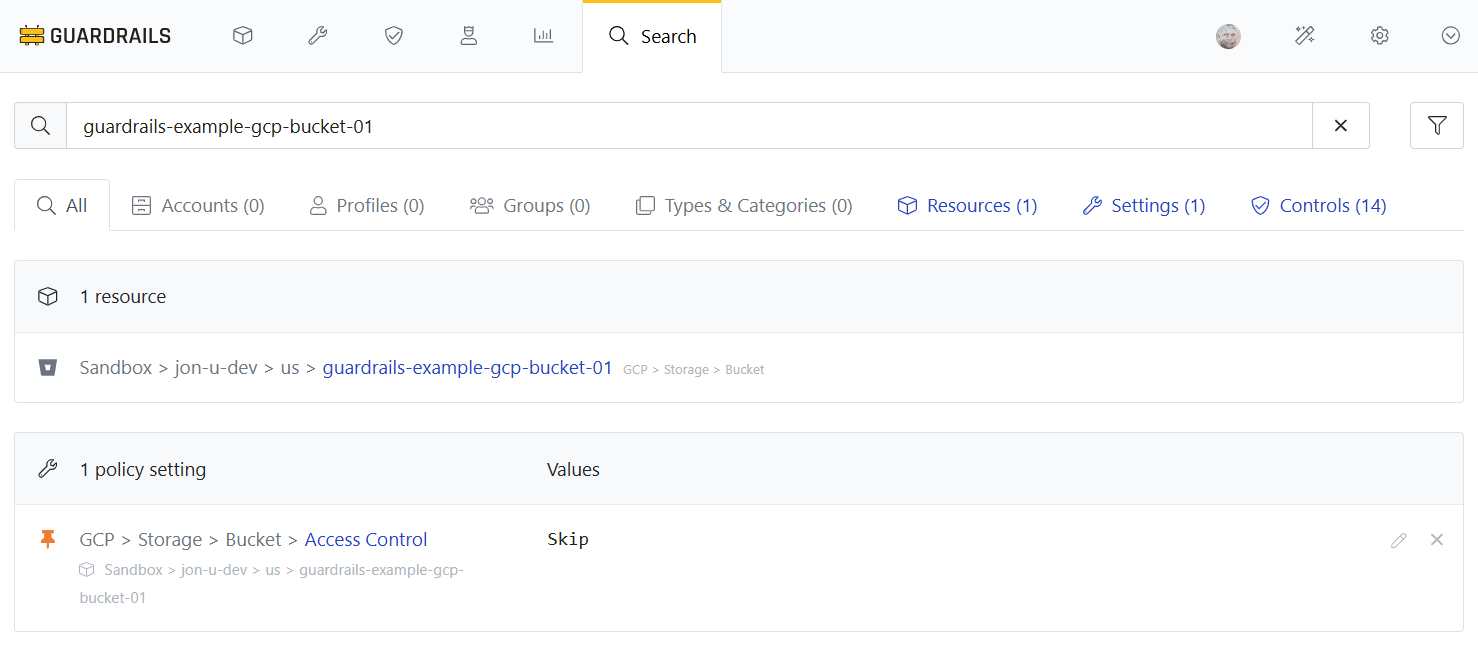 GUARDRAILS
Search
guardrails-example-gcp-bucket-01
All
Accounts (0)
Profiles (0)
Groups (0)
Types & Categories (0)
Resources (1)
Settings (1)
Controls (14)
1 resource
Sandbox > jon-u-dev > us > guardrails-example-gcp-bucket-01 GCP > Storage > Bucket
1 policy setting
Values
GCP > Storage > Bucket > Access Control
Skip
Sandbox > jon-u-dev > us > guardrails-example-gcp-
bucket-01